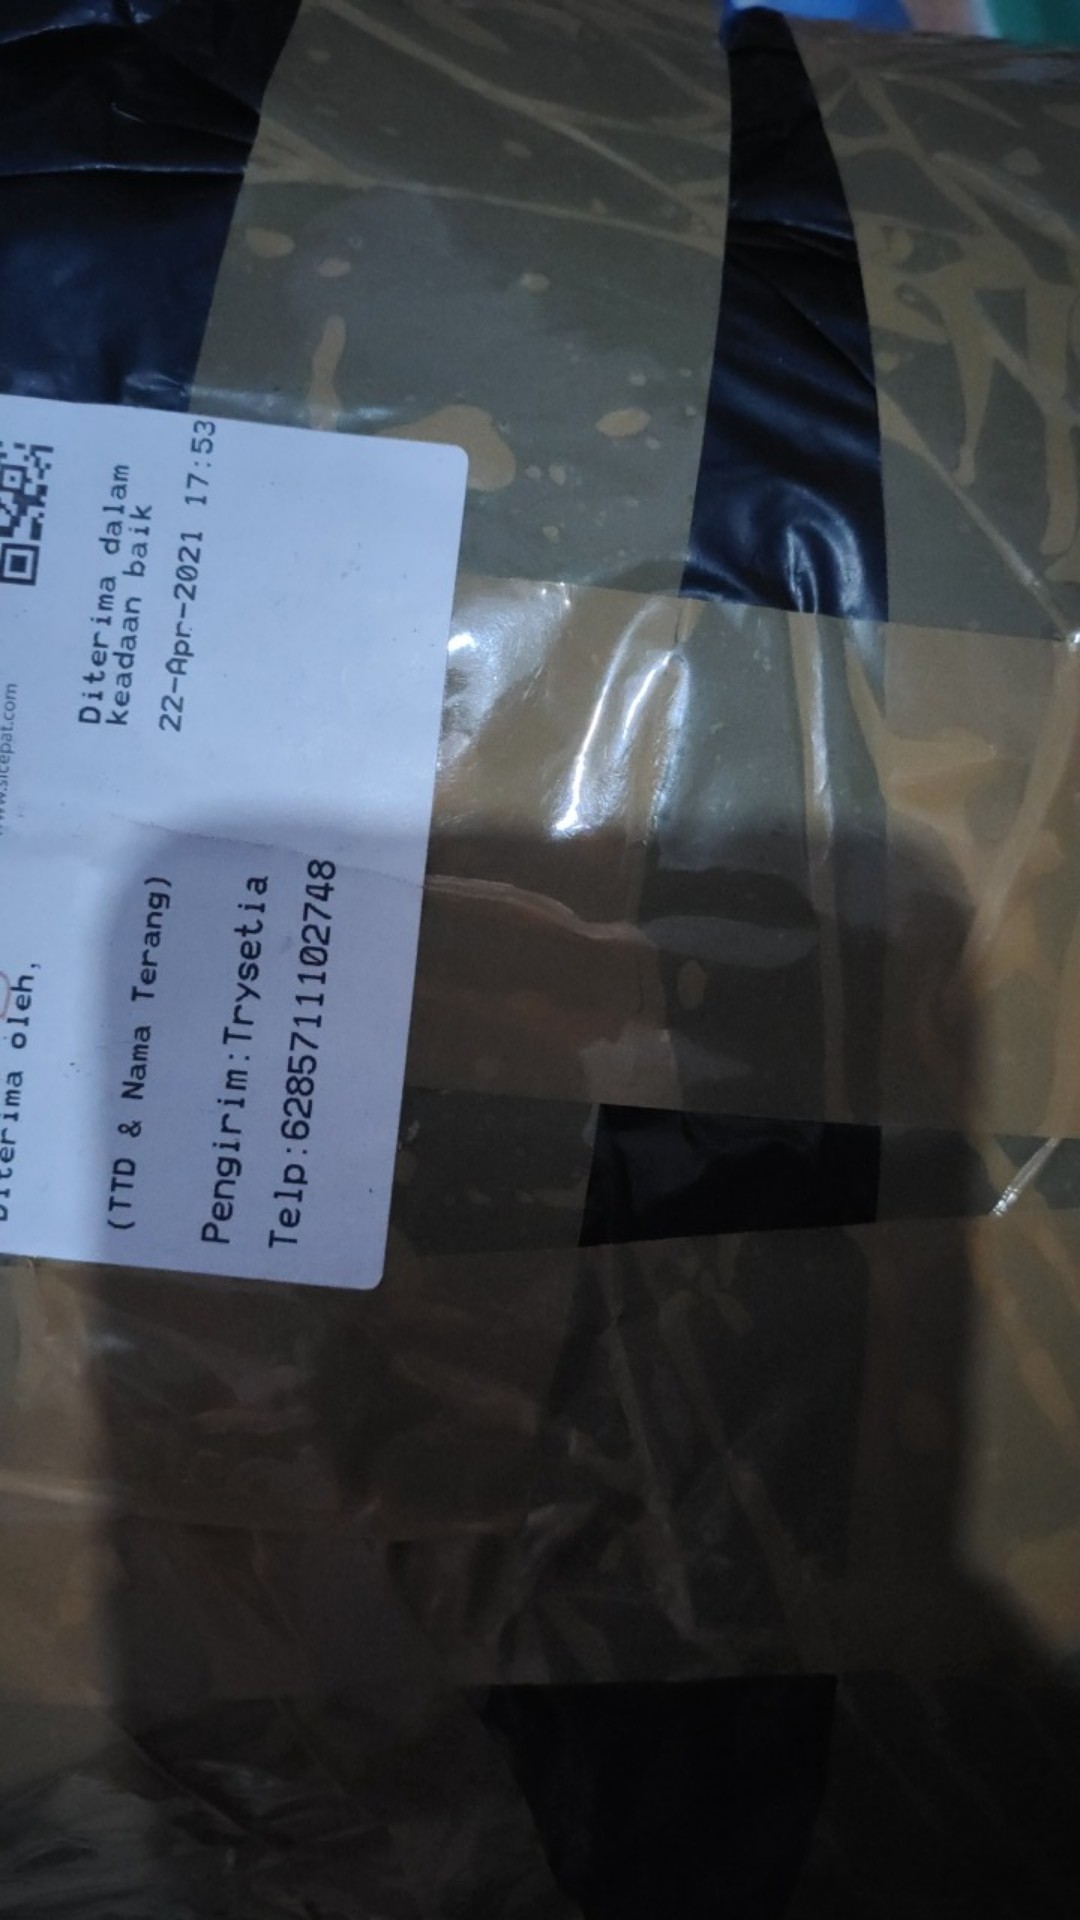 www.sicepat.com
Diterima dalam
keadaan baik
22-Apr-2021 17:53
Diterima oleh,
(TTD & Nama Terang)
Pengirim:Trysetia
Telp:6285711102748